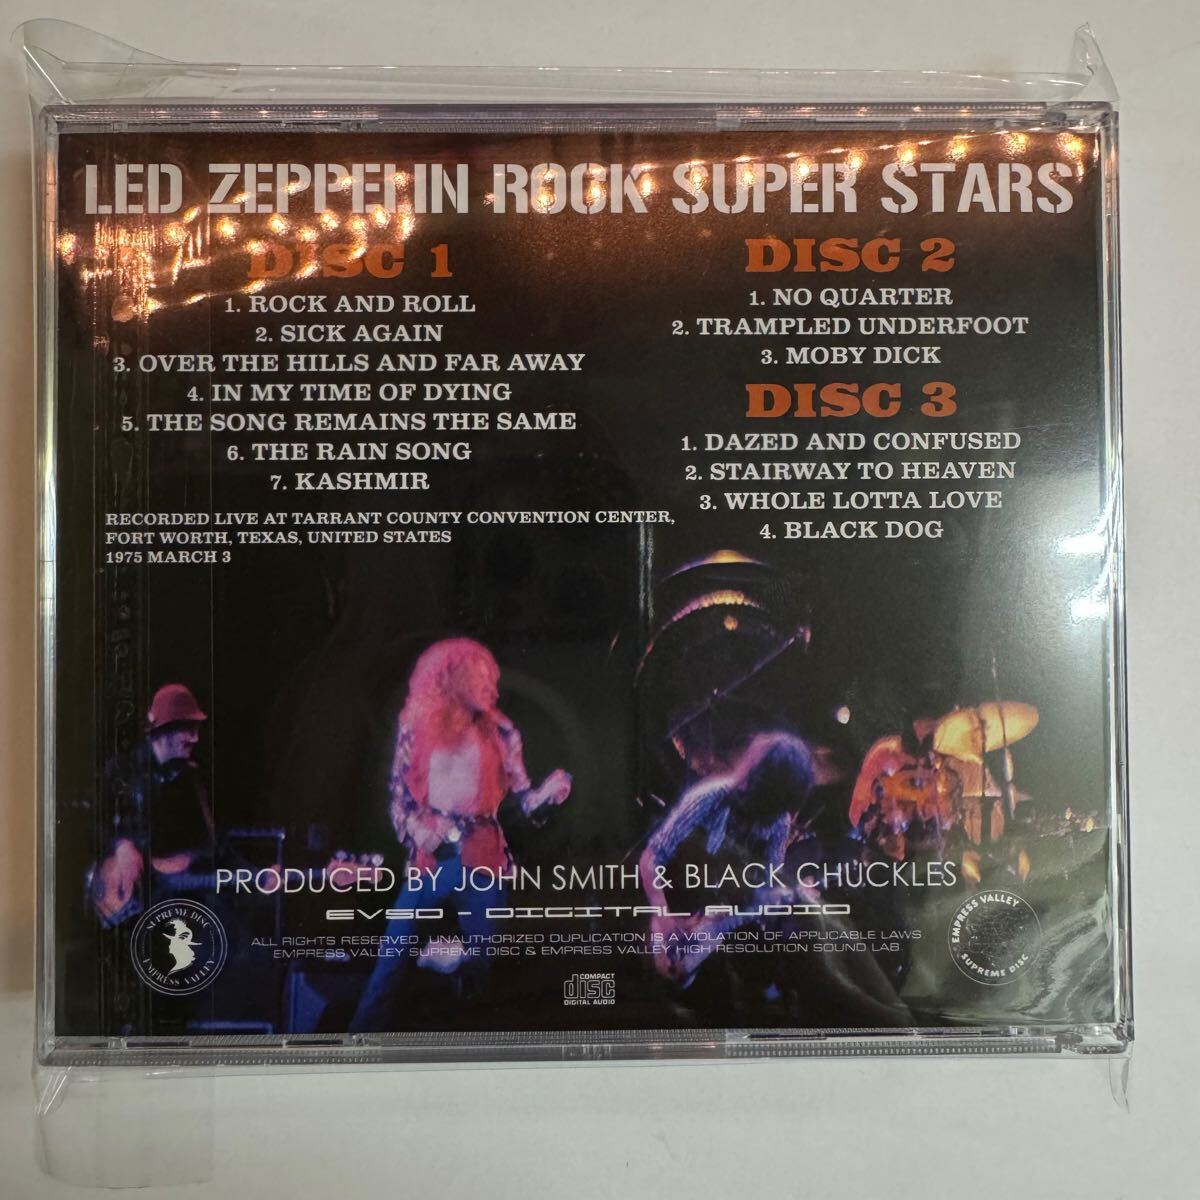 LED ZEPPELIN ROCK SUPER STARS
DISC 1
1. ROCK AND ROLL
2. SICK AGAIN
3. OVER THE HILLS AND FAR AWAY
4. IN MY TIME OF DYING
5. THE SONG REMAINS THE SAME
6. THE RAIN SONG
7. KASHMIR
RECORDED LIVE AT TARRANT COUNTY CONVENTION CENTER,
FORT WORTH, TEXAS, UNITED STATES
1975 MARCH 3
DISC 2
1. NO QUARTER
2. TRAMPLED UNDERFOOT
3. MOBY DICK
DISC 3
1. DAZED AND CONFUSED
2. STAIRWAY TO HEAVEN
3. WHOLE LOTTA LOVE
4. BLACK DOG
PRODUCED BY JOHN SMITH & BLACK CHUCKLES
EVSD - DIGITAL AUDIO
ALL RIGHTS RESERVED. UNAUTHORIZED DUPLICATION IS A VIOLATION OF APPLICABLE LAWS
EMPRESS VALLEY SUPREME DISC & EMPRESS VALLEY HIGH RESOLUTION SOUND LAB.
SUPREME DISC
EMPRESS VALLEY
COMPACT
disc
DIGITAL AUDIO
EMPRESS VALLEY
SUPREME DISC